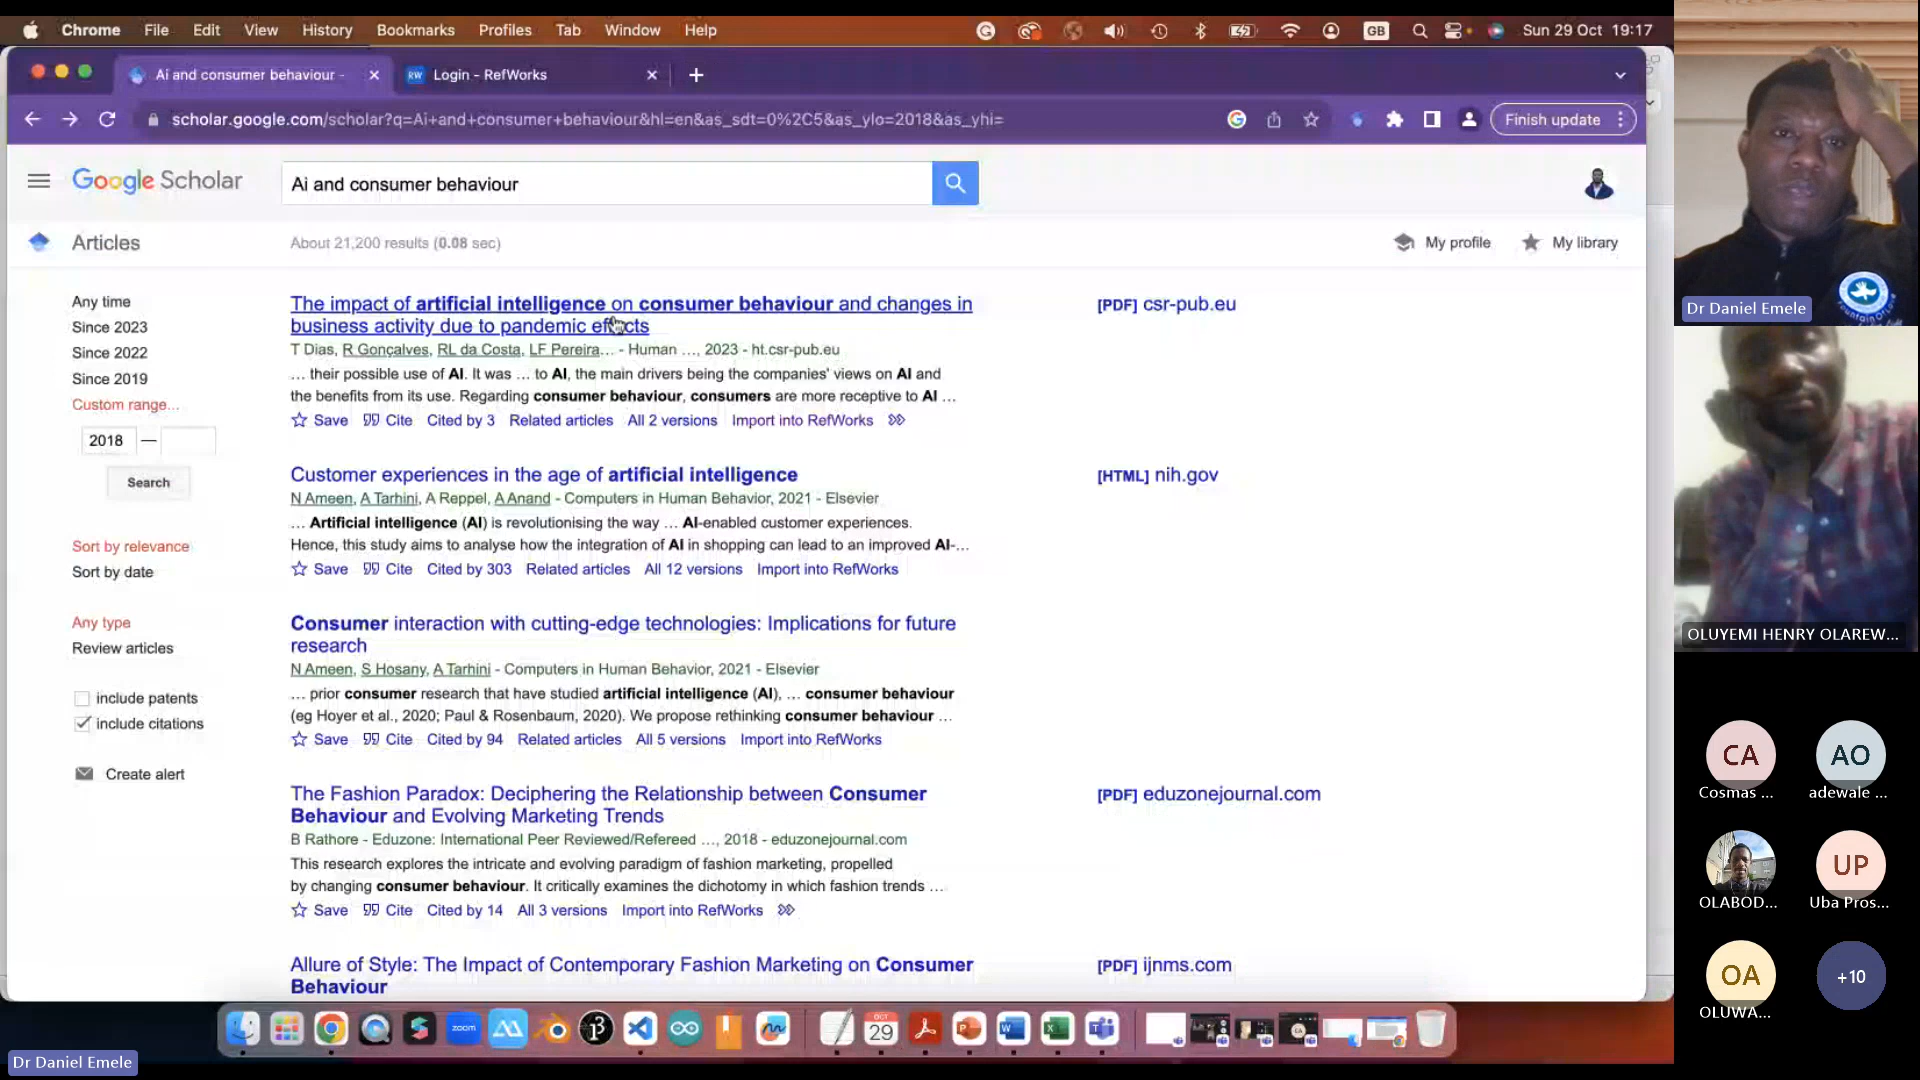 Chrome File Edit View History Bookmarks Profiles Tab Window Help
GB
Sun 29 Oct 19:17
Ai and consumer behaviour -
RW Login - RefWorks
scholar.google.com/scholar?q=Ai+and+consumer+behaviour&hl=en&as_sdt=0%2C5&as_ylo=2018&as_yhi=
Finish update
Google Scholar
Ai and consumer behaviour
Articles
About 21,200 results (0.08 sec)
My profile
My library
Any time
Since 2023
Since 2022
Since 2019
Custom range...
2018 —
Search
Sort by relevance
Sort by date
Any type
Review articles
include patents
include citations
Create alert
The impact of artificial intelligence on consumer behaviour and changes in
business activity due to pandemic effects
T Dias, R Gonçalves, RL da Costa, LF Pereira... - Human ..., 2023 - ht.csr-pub.eu
... their possible use of AI. It was ... to AI, the main drivers being the companies' views on AI and
the benefits from its use. Regarding consumer behaviour, consumers are more receptive to AI ...
Save Cite Cited by 3 Related articles All 2 versions Import into RefWorks
[PDF] csr-pub.eu
Customer experiences in the age of artificial intelligence
N Ameen, A Tarhini, A Reppel, A Anand - Computers in Human Behavior, 2021 - Elsevier
... Artificial intelligence (AI) is revolutionising the way ... AI-enabled customer experiences.
Hence, this study aims to analyse how the integration of AI in shopping can lead to an improved AI-...
Save Cite Cited by 303 Related articles All 12 versions Import into RefWorks
[HTML] nih.gov
Consumer interaction with cutting-edge technologies: Implications for future
research
N Ameen, S Hosany, A Tarhini - Computers in Human Behavior, 2021 - Elsevier
... prior consumer research that have studied artificial intelligence (AI), ... consumer behaviour
(eg Hoyer et al., 2020; Paul & Rosenbaum, 2020). We propose rethinking consumer behaviour ...
Save Cite Cited by 94 Related articles All 5 versions Import into RefWorks
The Fashion Paradox: Deciphering the Relationship between Consumer
Behaviour and Evolving Marketing Trends
B Rathore - Eduzone: International Peer Reviewed/Refereed ..., 2018 - eduzonejournal.com
This research explores the intricate and evolving paradigm of fashion marketing, propelled
by changing consumer behaviour. It critically examines the dichotomy in which fashion trends ...
Save Cite Cited by 14 All 3 versions Import into RefWorks
[PDF] eduzonejournal.com
Allure of Style: The Impact of Contemporary Fashion Marketing on Consumer
Behaviour
[PDF] ijnms.com
zoom
OCT
29
Dr Daniel Emele
Dr Daniel Emele
OLUYEMI HENRY OLAREW...
CA
Cosmas ...
AO
adewale ...
OLABOD...
UP
Uba Pros...
OA
OLUWA...
+10